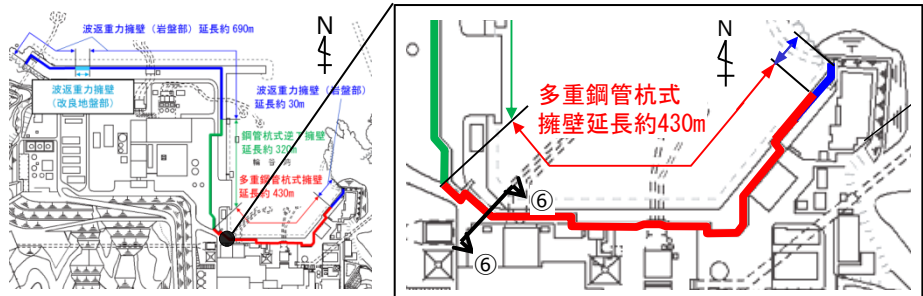 波返重力擁壁（岩盤部）延長約690m
N
波返重力擁壁
（改良地盤部）
波返重力擁壁（岩盤部）
延長約30m
鋼管杭式逆T擁壁
延長約320m
輪谷湾
多重鋼管杭式擁壁
延長約430m
N
多重鋼管杭式
擁壁延長約430m
⑥
⑥